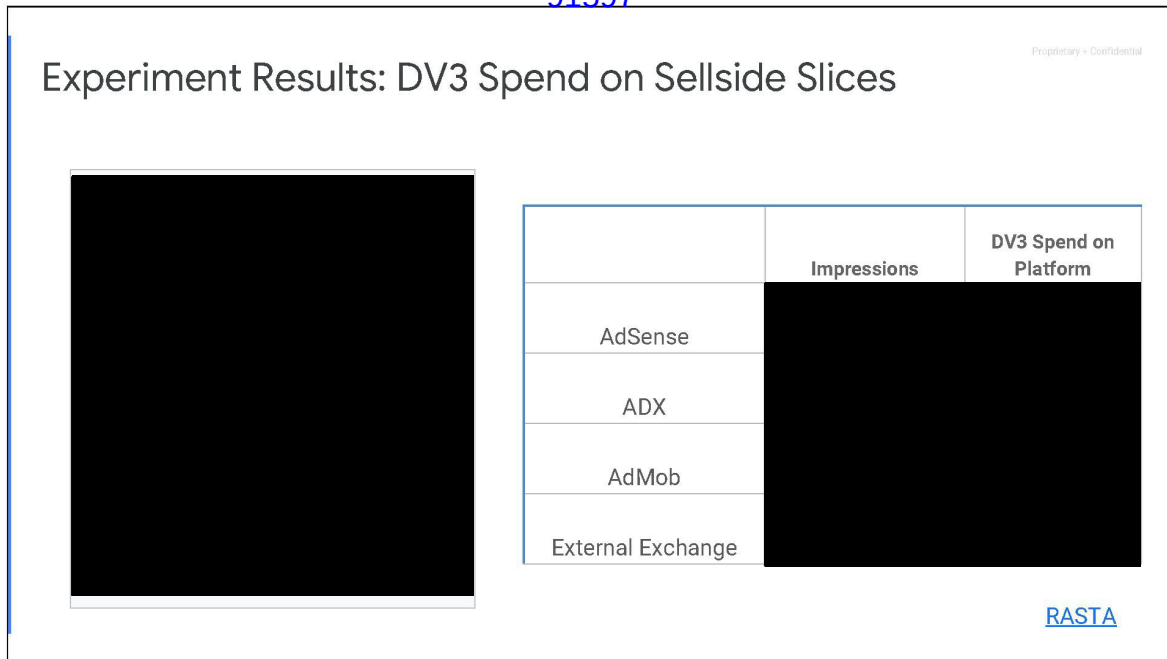 Proprietary + Confidential
Experiment Results: DV3 Spend on Sellside Slices
Impressions
DV3 Spend on
Platform
AdSense
ADX
AdMob
External Exchange
RASTA